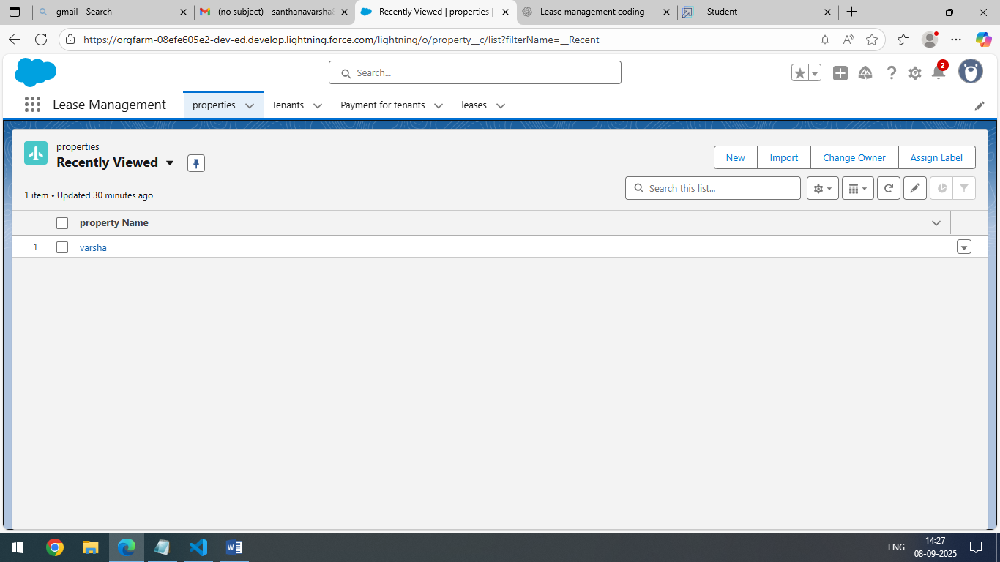 gmail - Search
(no subject) - santhanavarsha
Recently Viewed | properties |
Lease management coding
- Student
https://orgfarm-08efe605e2-dev-ed.develop.lightning.force.com/lightning/o/property__c/list?filterName=__Recent
Search...
2
Lease Management
properties
Tenants
Payment for tenants
leases
properties
Recently Viewed
New
Import
Change Owner
Assign Label
1 item • Updated 30 minutes ago
Search this list...
property Name
1
varsha
ENG
14:27
08-09-2025